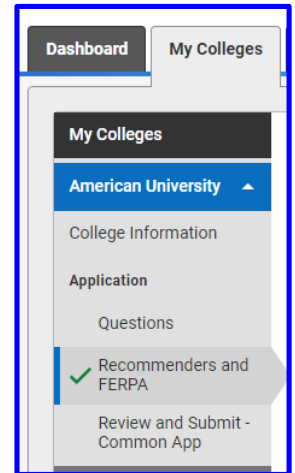 Dashboard My Colleges
My Colleges
American University
College Information
Application
Questions
Recommenders and
FERPA
Review and Submit -
Common App